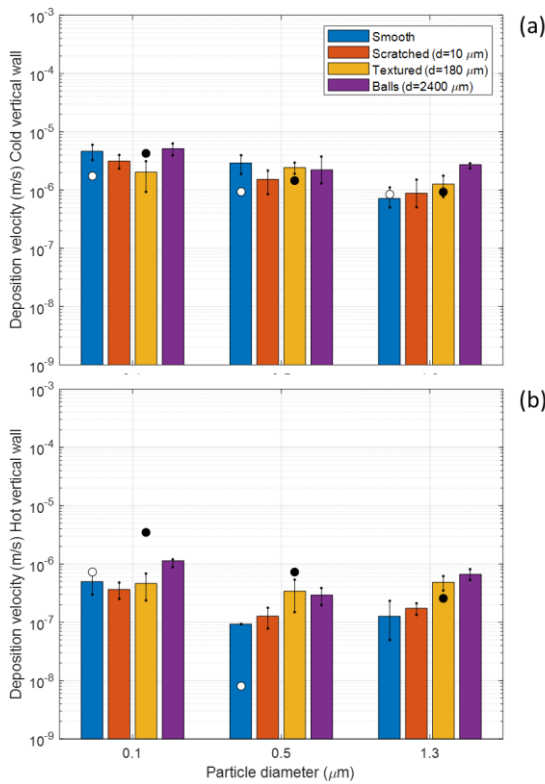 (a)
Deposition velocity (m/s) Cold vertical wall
10⁻³
10⁻⁴
10⁻⁵
10⁻⁶
10⁻⁷
10⁻⁸
10⁻⁹
Smooth
Scratched (d=10 μm)
Textured (d=180 μm)
Balls (d=2400 μm)
(b)
Deposition velocity (m/s) Hot vertical wall
10⁻³
10⁻⁴
10⁻⁵
10⁻⁶
10⁻⁷
10⁻⁸
10⁻⁹
0.1
0.5
1.3
Particle diameter (μm)